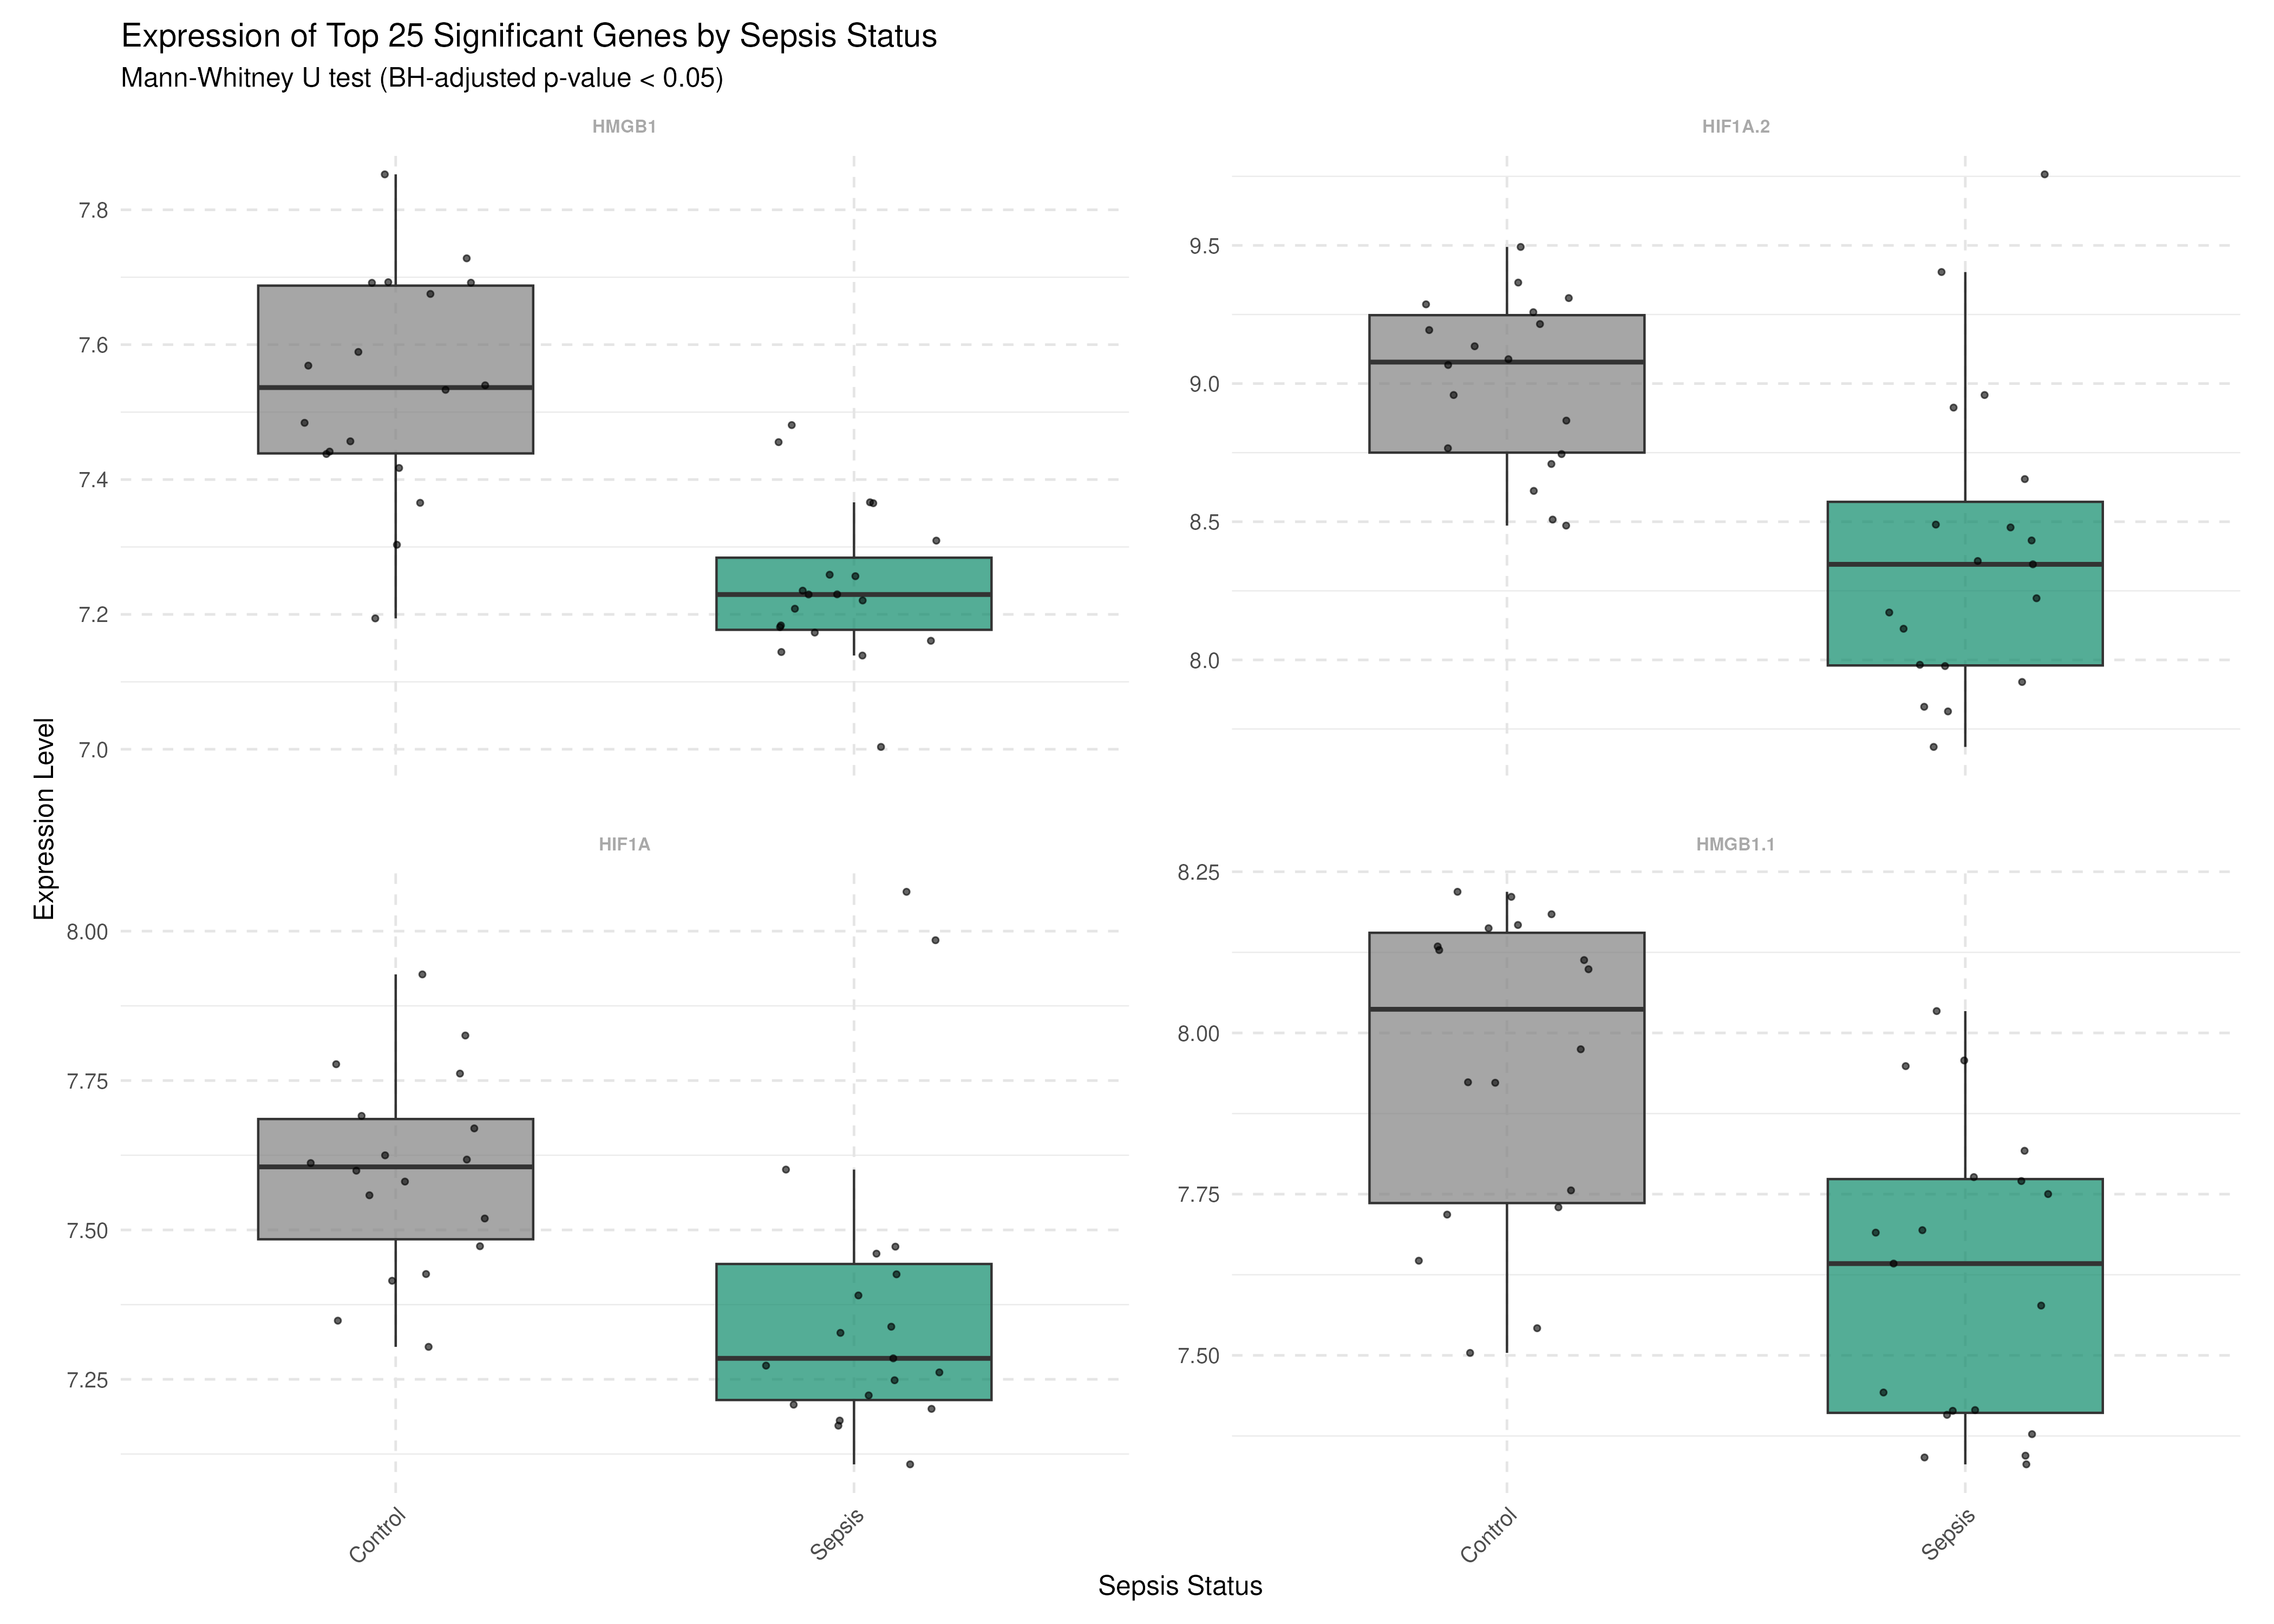 Expression of Top 25 Significant Genes by Sepsis Status
Mann-Whitney U test (BH-adjusted p-value < 0.05)
HMGB1
7.8
7.6
7.4
7.2
7.0
HIF1A.2
9.5
9.0
8.5
8.0
Expression Level
HIF1A
8.00
7.75
7.50
7.25
Control
Sepsis
HMGB1.1
8.25
8.00
7.75
7.50
Control
Sepsis
Sepsis Status